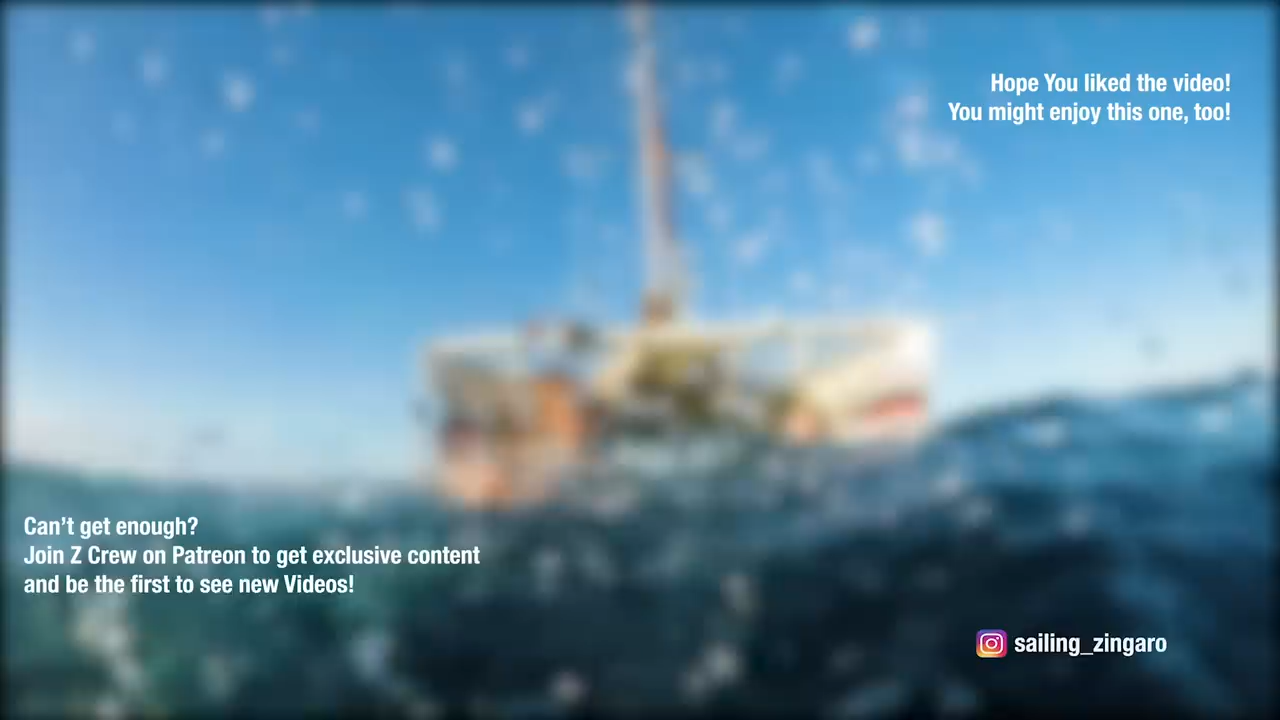 Hope You liked the video!
You might enjoy this one, too!
Can’t get enough?
Join Z Crew on Patreon to get exclusive content
and be the first to see new Videos!
sailing_zingaro